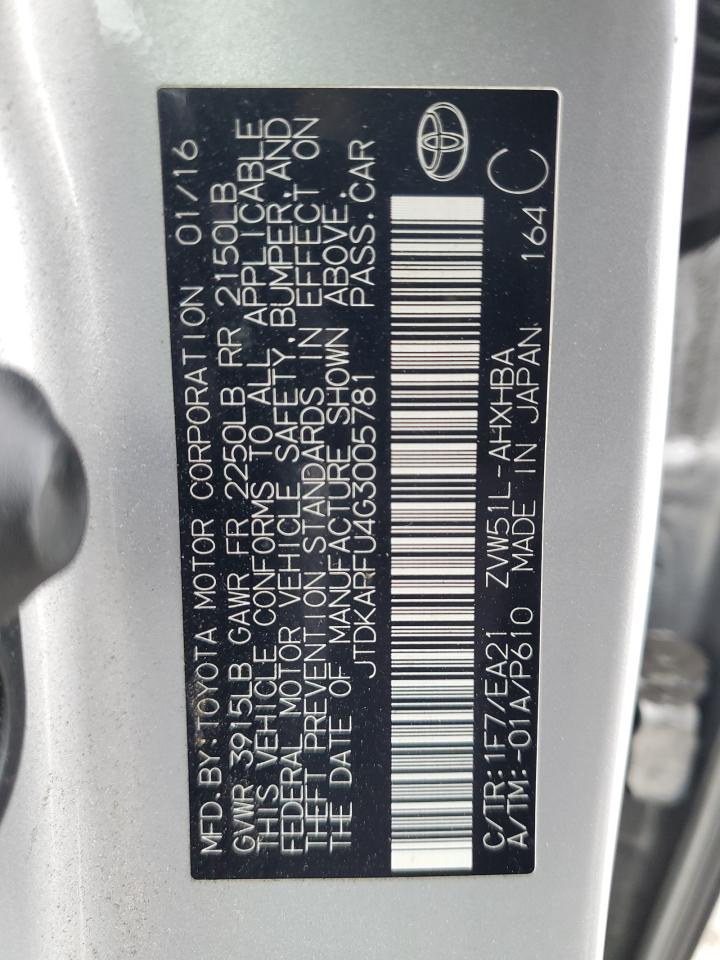 MFD. BY: TOYOTA MOTOR CORPORATION 01/16
GVWR 3915LB GAWR FR 2250LB RR 2150LB
THIS VEHICLE CONFORMS TO ALL APPLICABLE
FEDERAL MOTOR VEHICLE SAFETY, BUMPER, AND
THEFT PREVENTION STANDARDS IN EFFECT ON
THE DATE OF MANUFACTURE SHOWN ABOVE.
JTDKARFU4G3005781 PASS. CAR
C/TR: 1F7/EA21 ZVW51L-AHXHBA
A/TM: -01A/P610 MADE IN JAPAN 164 C